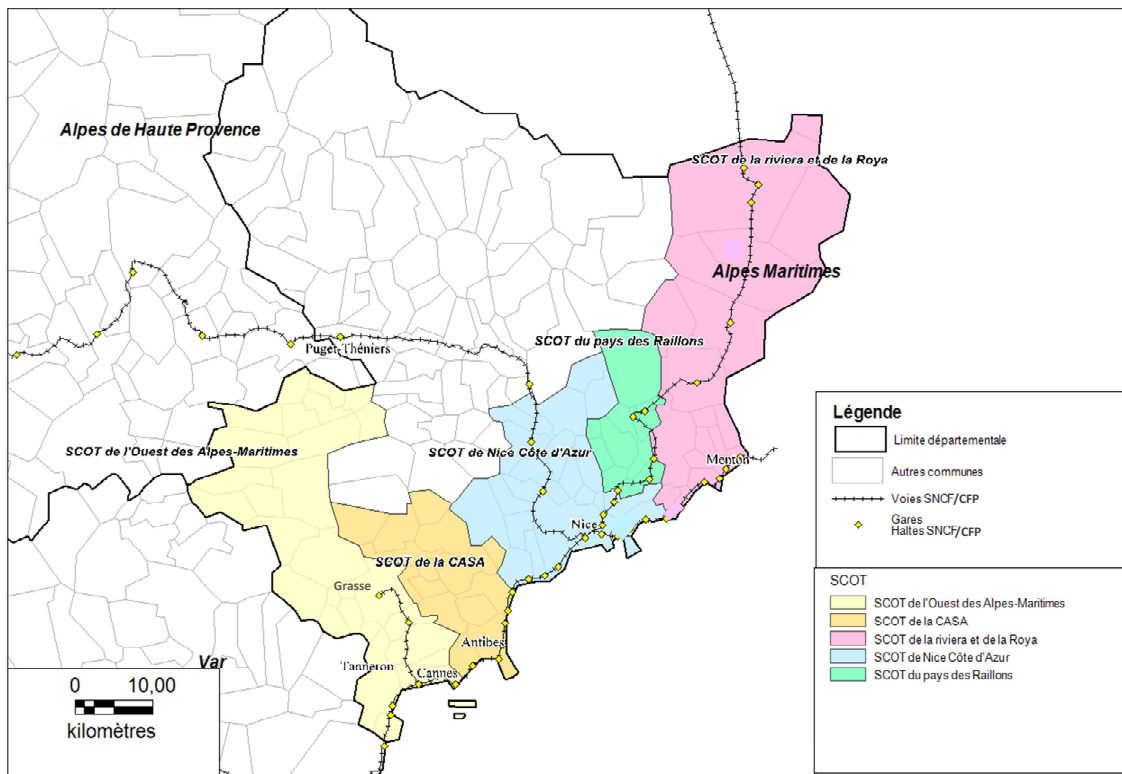 Alpes de Haute Provence
SCOT de la riviera et de la Roya
Alpes Maritimes
SCOT du pays des Raillons
Puget-Théniers
SCOT de l'Ouest des Alpes-Maritimes
SCOT de Nice Côte d'Azur
Menton
Nice
SCOT de la CASA
Grasse
Antibes
Var
Tanneron
Cannes
0 10,00
kilomètres
Légende
Limite départementale
Autres communes
Voies SNCF/CFP
Gares
Haltes SNCF/CFP
SCOT
SCOT de l'Ouest des Alpes-Maritimes
SCOT de la CASA
SCOT de la riviera et de la Roya
SCOT de Nice Côte d'Azur
SCOT du pays des Raillons